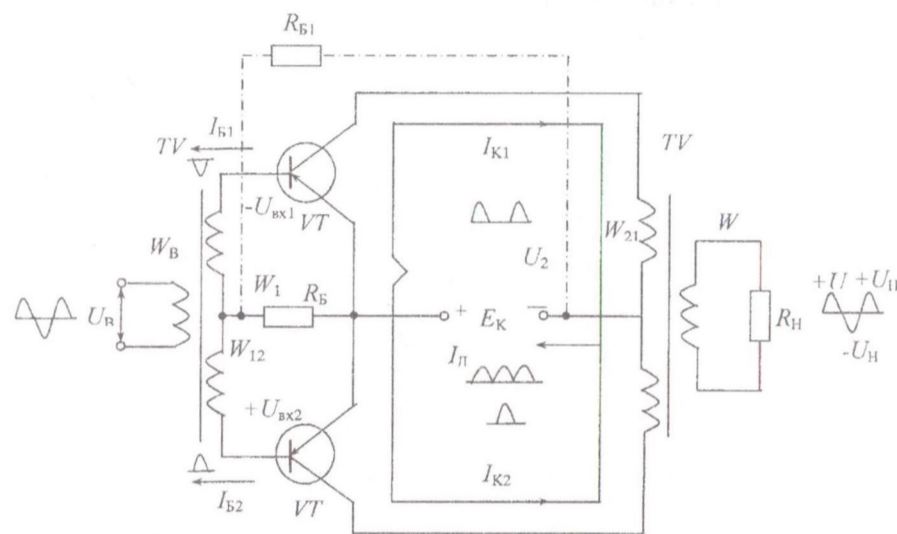 R_Б1
I_Б1
TV
-U_вх1
VT
I_К1
TV
W_В
W_1
R_Б
U_2
W_21
W
U_В
W_12
+ E_К −
I_П
R_Н
+U
+U_Н
-U_Н
+U_вх2
I_Б2
VT
I_К2